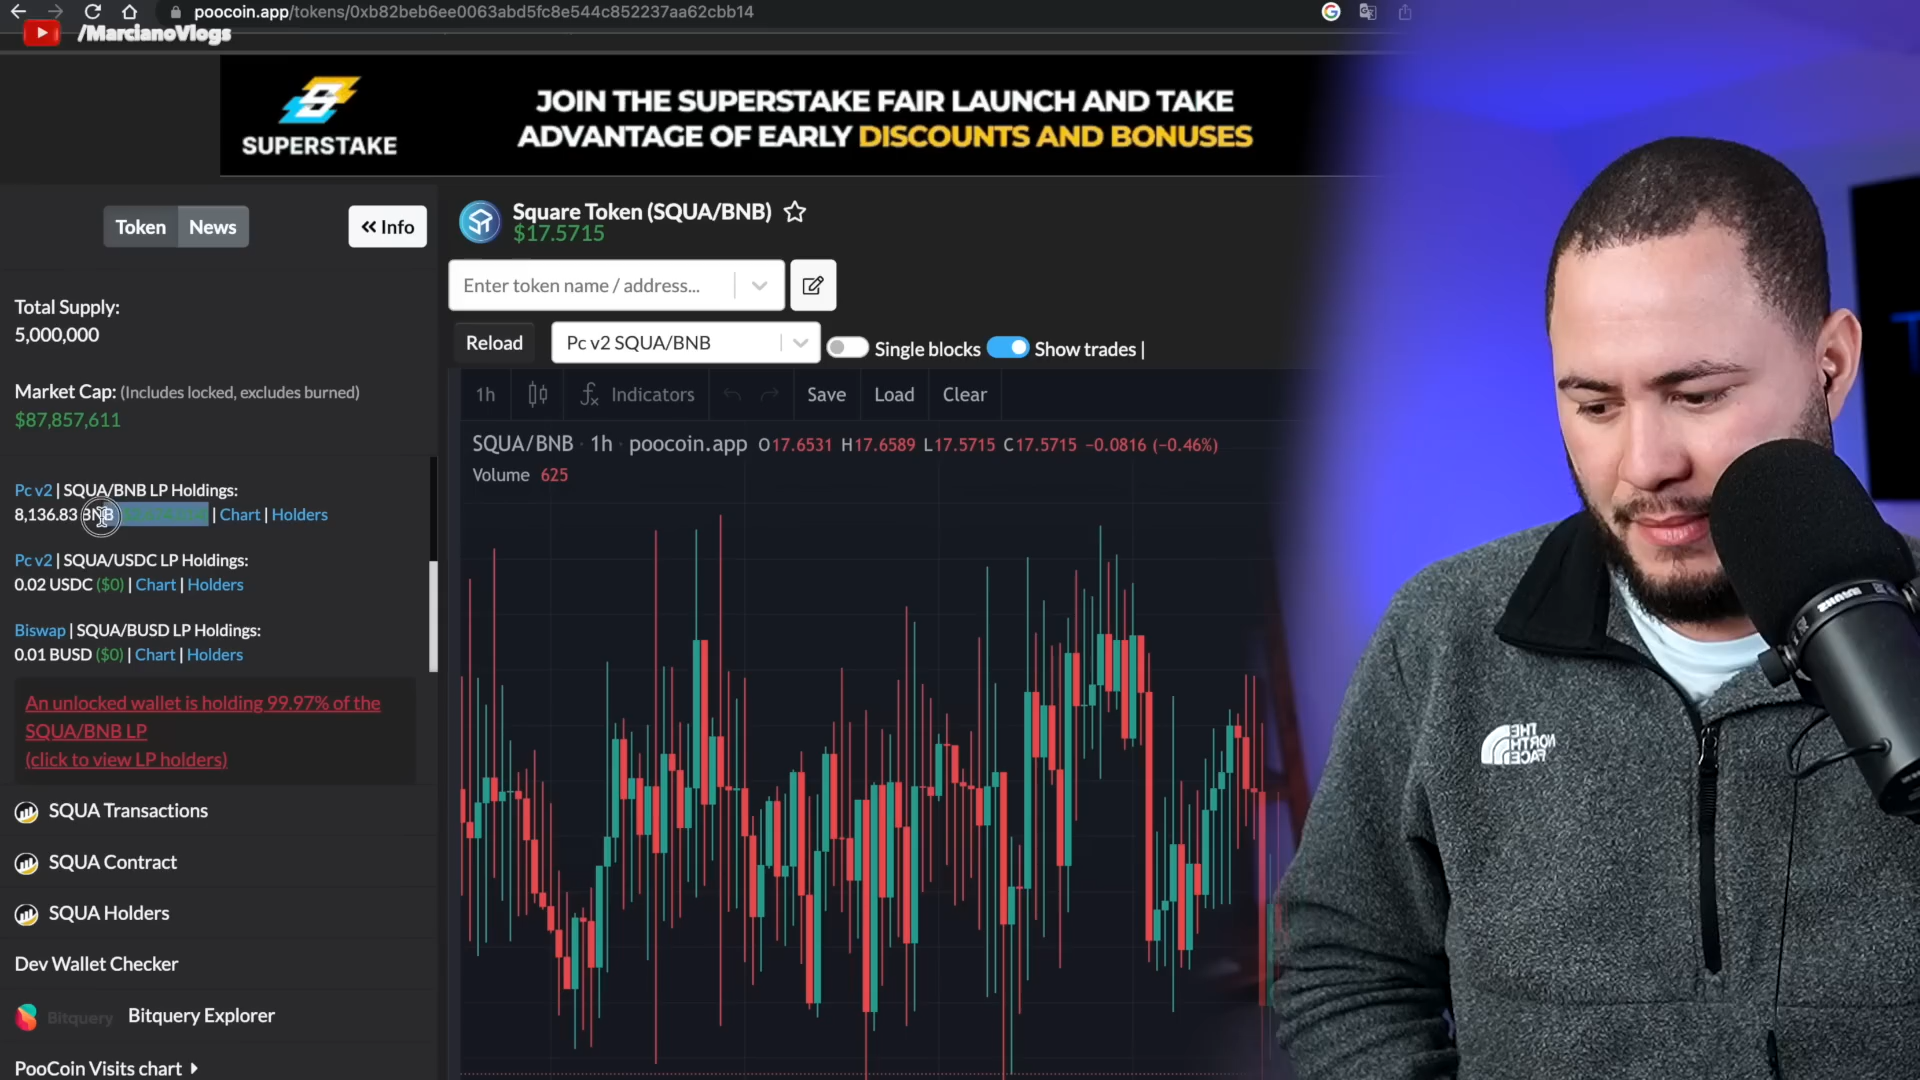 poocoin.app/tokens/0xb82beb6ee0063abd5fc8e544c852237aa62cbb14
/MarcianoVlogs
SUPERSTAKE
JOIN THE SUPERSTAKE FAIR LAUNCH AND TAKE
ADVANTAGE OF EARLY DISCOUNTS AND BONUSES
Token News
« Info
Square Token (SQUA/BNB)
$17.5715
Enter token name / address...
Reload
Pc v2 SQUA/BNB
Single blocks
Show trades |
Total Supply:
5,000,000
Market Cap: (Includes locked, excludes burned)
$87,857,611
Pc v2 | SQUA/BNB LP Holdings:
8,136.83 BNB | Chart | Holders
Pc v2 | SQUA/USDC LP Holdings:
0.02 USDC ($0) | Chart | Holders
Biswap | SQUA/BUSD LP Holdings:
0.01 BUSD ($0) | Chart | Holders
An unlocked wallet is holding 99.97% of the
SQUA/BNB LP
(click to view LP holders)
SQUA Transactions
SQUA Contract
SQUA Holders
Dev Wallet Checker
Bitquery Bitquery Explorer
PooCoin Visits chart
1h
Indicators
Save
Load
Clear
SQUA/BNB · 1h · poocoin.app O17.6531 H17.6589 L17.5715 C17.5715 −0.0816 (−0.46%)
Volume 625
THE
NORTH
FACE